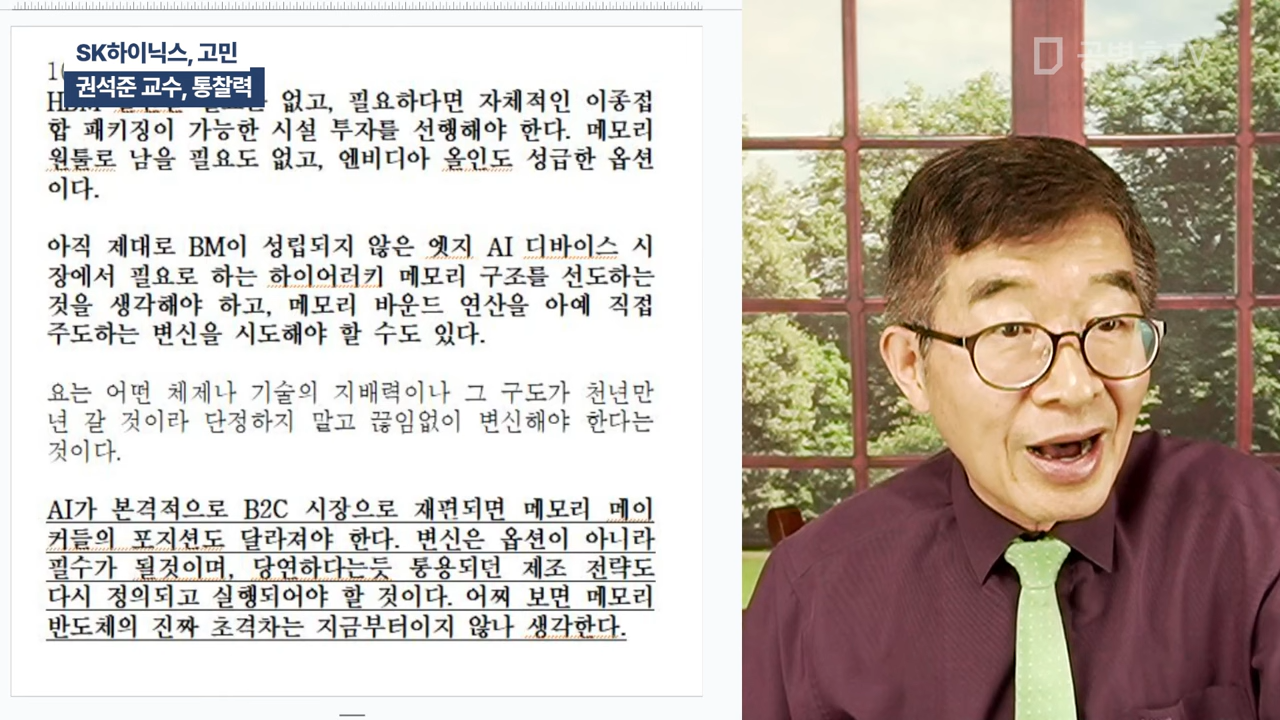 SK하이닉스, 고민
권석준 교수, 통찰력
공병호TV
없고, 필요하다면 자체적인 이종접
합 패키징이 가능한 시설 투자를 선행해야 한다. 메모리
원툴로 남을 필요도 없고, 엔비디아 올인도 성급한 옵션
이다.
아직 제대로 BM이 성립되지 않은 엣지 AI 디바이스 시
장에서 필요로 하는 하이어러키 메모리 구조를 선도하는
것을 생각해야 하고, 메모리 바운드 연산을 아예 직접
주도하는 변신을 시도해야 할 수도 있다.
요는 어떤 체제나 기술의 지배력이나 그 구도가 천년만
년 갈 것이라 단정하지 말고 끊임없이 변신해야 한다는
것이다.
AI가 본격적으로 B2C 시장으로 재편되면 메모리 메이
커들의 포지션도 달라져야 한다. 변신은 옵션이 아니라
필수가 될것이며, 당연하다는듯 통용되던 제조 전략도
다시 정의되고 실행되어야 할 것이다. 어찌 보면 메모리
반도체의 진짜 초격차는 지금부터이지 않나 생각한다.